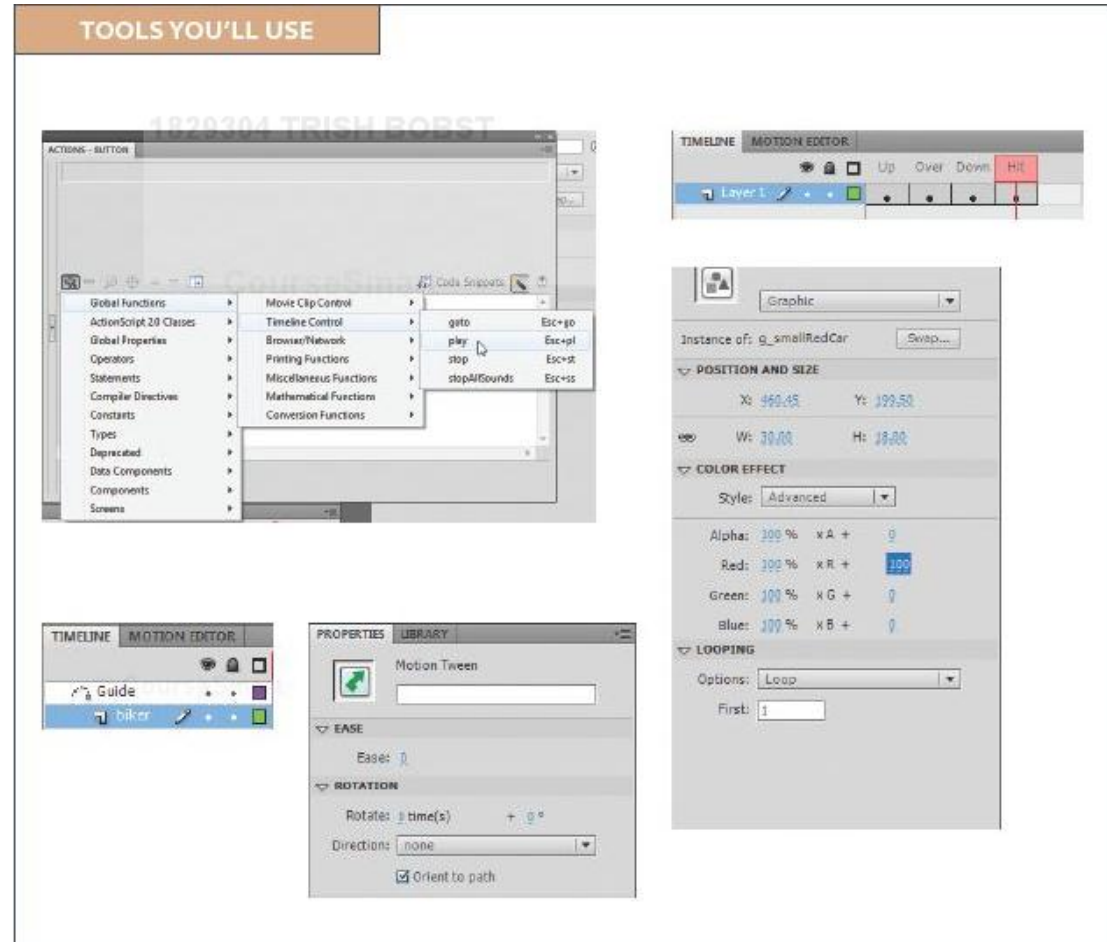 TOOLS YOU'LL USE
1829304 TRISH BOBST
ACTIONS - BUTTON
CourseSmart
Code Snippets
Global Functions
ActionScript 2.0 Classes
Global Properties
Operators
Statements
Compiler Directives
Constants
Types
Deprecated
Data Components
Components
Screens
Movie Clip Control
Timeline Control
Browser/Network
Printing Functions
Miscellaneous Functions
Mathematical Functions
Conversion Functions
goto Esc+go
play Esc+pl
stop Esc+st
stopAllSounds Esc+ss
TIMELINE MOTION EDITOR
Up Over Down Hit
Layer 1
Graphic
Instance of: g_smallRedCar Swap...
POSITION AND SIZE
X: 460.45 Y: 199.50
W: 30.00 H: 18.00
COLOR EFFECT
Style: Advanced
Alpha: 100 % x A + 0
Red: 100 % x R + 100
Green: 100 % x G + 0
Blue: 100 % x B + 0
LOOPING
Options: Loop
First: 1
TIMELINE MOTION EDITOR
Guide
biker
PROPERTIES LIBRARY
Motion Tween
EASE
Ease: 0
ROTATION
Rotate: 0 time(s) + 0 °
Direction: none
Orient to path